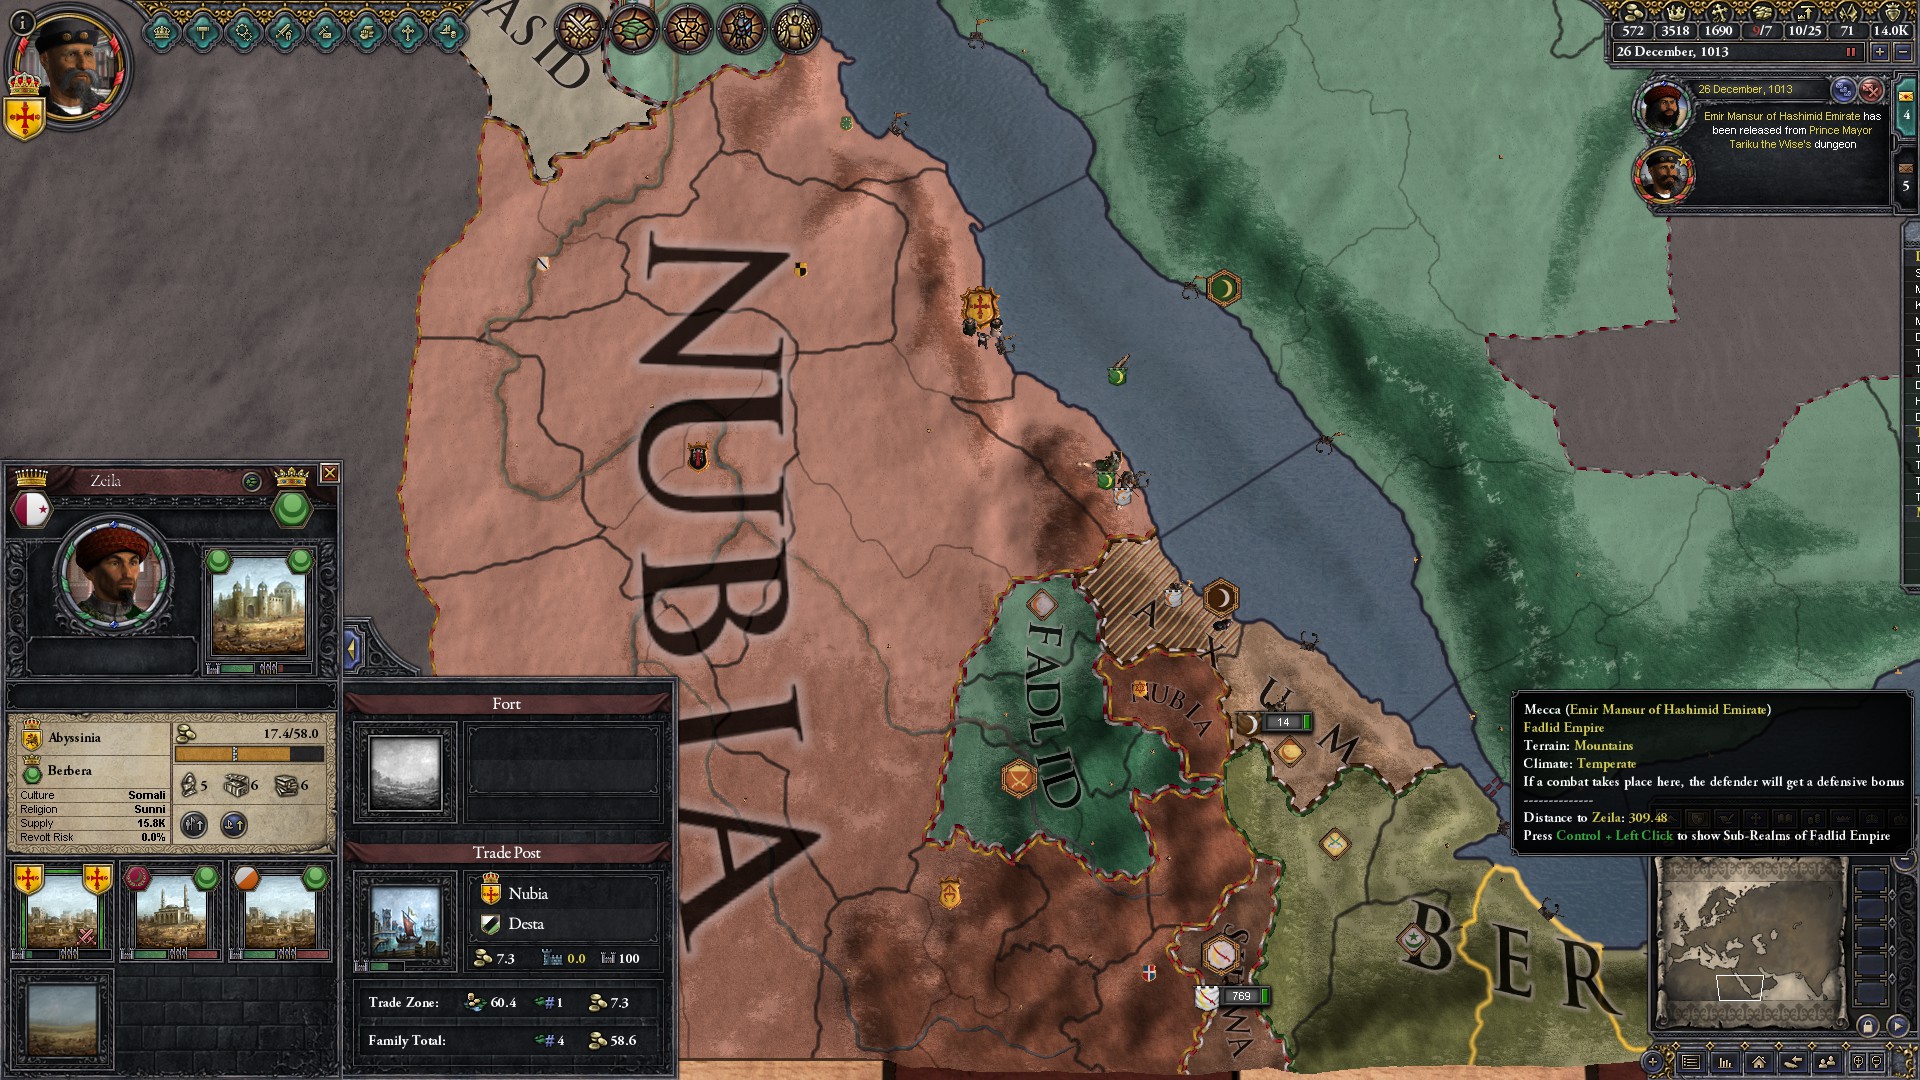 ASID
572 3518 1690 9/7 10/25 71 14.0K
26 December, 1013
26 December, 1013
Emir Mansur of Hashimid Emirate has
been released from Prince Mayor
Tariku the Wise's dungeon
4
5
NUBIA
FADLID
AXUM
NUBIA
BER
14
769
Zeila
Abyssinia
Berbera
17.4/58.0
5 6 6
Culture Somali
Religion Sunni
Supply 15.8K
Revolt Risk 0.0%
Fort
Trade Post
Nubia
Desta
7.3 0.0 100
Trade Zone: 60.4 #1 7.3
Family Total: #4 58.6
Mecca (Emir Mansur of Hashimid Emirate)
Fadlid Empire
Terrain: Mountains
Climate: Temperate
If a combat takes place here, the defender will get a defensive bonus
--------------
Distance to Zeila: 309.48
Press Control + Left Click to show Sub-Realms of Fadlid Empire